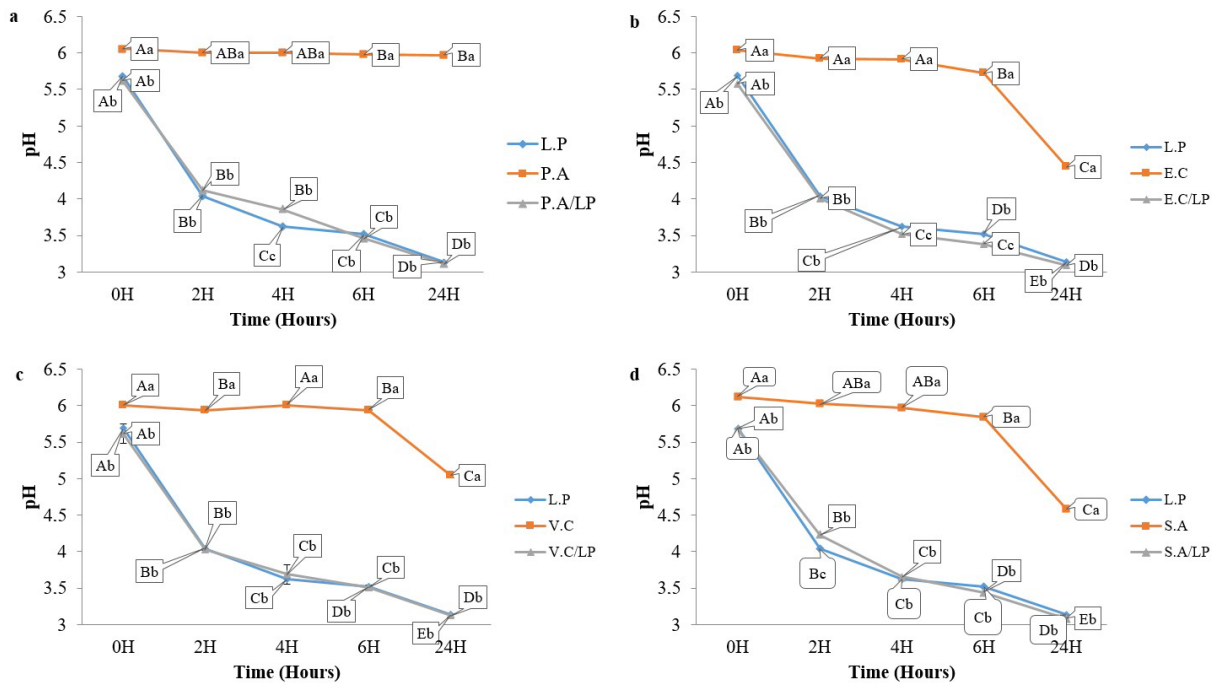 a
6.5
6
5.5
5
4.5
4
3.5
3
pH
Aa
ABa
ABa
Ba
Ba
Ab
Ab
Bb
Bb
Bb
Cc
Cb
Cb
Db
Db
0H 2H 4H 6H 24H
Time (Hours)
L.P
P.A
P.A/LP
b
6.5
6
5.5
5
4.5
4
3.5
3
pH
Aa
Aa
Aa
Ba
Ca
Ab
Ab
Bb
Bb
Cb
Cc
Db
Cc
Db
Eb
0H 2H 4H 6H 24H
Time (Hours)
L.P
E.C
E.C/LP
c
6.5
6
5.5
5
4.5
4
3.5
3
pH
Aa
Ba
Aa
Ba
Ca
Ab
Ab
Bb
Bb
Cb
Cb
Cb
Db
Db
Eb
0H 2H 4H 6H 24H
Time (Hours)
L.P
V.C
V.C/LP
d
6.5
6
5.5
5
4.5
4
3.5
3
pH
Aa
ABa
ABa
Ba
Ca
Ab
Ab
Bb
Bc
Cb
Cb
Db
Cb
Eb
Db
0H 2H 4H 6H 24H
Time (Hours)
L.P
S.A
S.A/LP